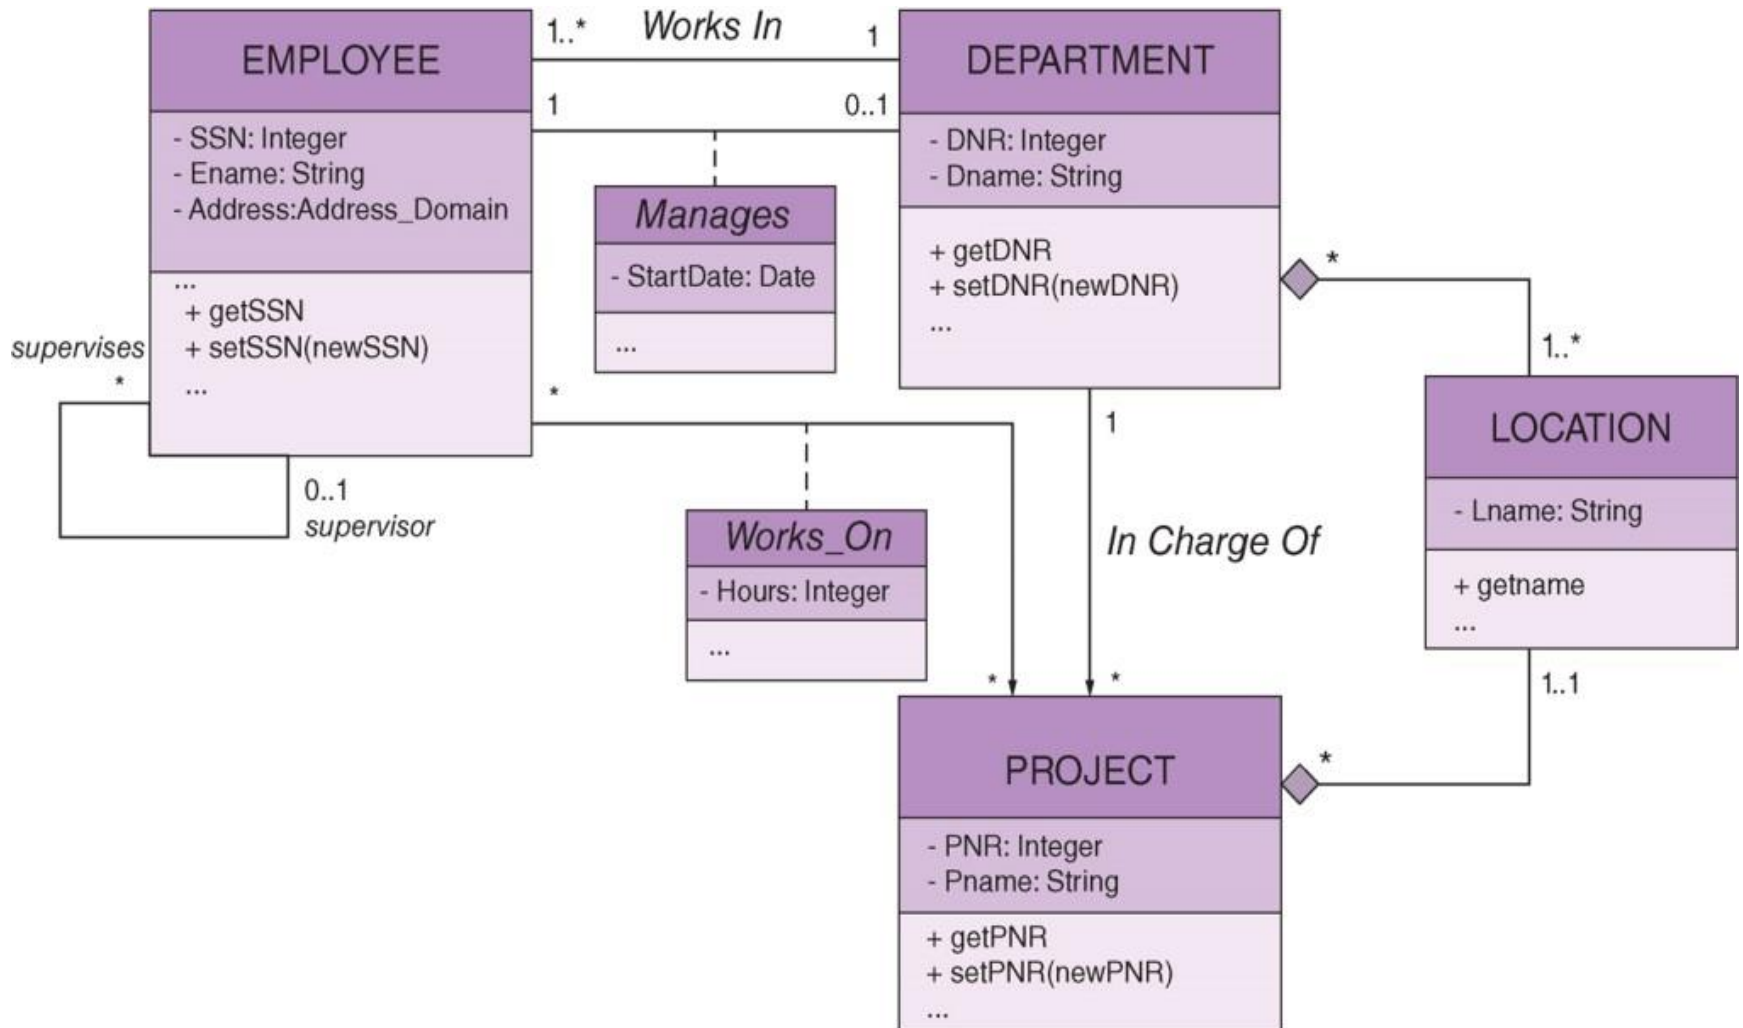 EMPLOYEE
- SSN: Integer
- Ename: String
- Address:Address_Domain
...
+ getSSN
+ setSSN(newSSN)
...
1..*
Works In
1
1
0..1
Manages
- StartDate: Date
...
DEPARTMENT
- DNR: Integer
- Dname: String
+ getDNR
+ setDNR(newDNR)
...
*
1..*
supervises
*
0..1
supervisor
*
Works_On
- Hours: Integer
...
*
1
In Charge Of
*
LOCATION
- Lname: String
+ getname
...
1..1
*
PROJECT
- PNR: Integer
- Pname: String
+ getPNR
+ setPNR(newPNR)
...